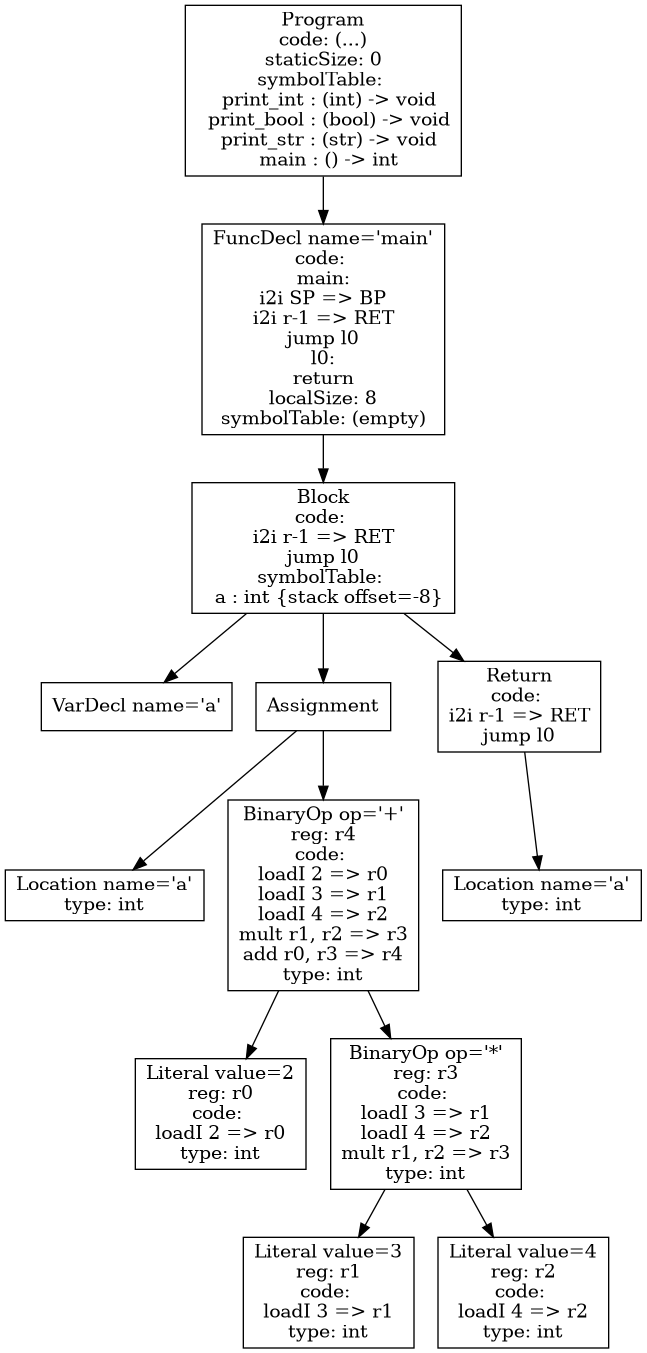 Program
code: (...)
staticSize: 0
symbolTable:
print_int : (int) -> void
print_bool : (bool) -> void
print_str : (str) -> void
main : () -> int
FuncDecl name='main'
code:
main:
i2i SP => BP
i2i r-1 => RET
jump l0
l0:
return
localSize: 8
symbolTable: (empty)
Block
code:
i2i r-1 => RET
jump l0
symbolTable:
a : int {stack offset=-8}
VarDecl name='a'
Assignment
Return
code:
i2i r-1 => RET
jump l0
Location name='a'
type: int
BinaryOp op='+'
reg: r4
code:
loadI 2 => r0
loadI 3 => r1
loadI 4 => r2
mult r1, r2 => r3
add r0, r3 => r4
type: int
Location name='a'
type: int
Literal value=2
reg: r0
code:
loadI 2 => r0
type: int
BinaryOp op='*'
reg: r3
code:
loadI 3 => r1
loadI 4 => r2
mult r1, r2 => r3
type: int
Literal value=3
reg: r1
code:
loadI 3 => r1
type: int
Literal value=4
reg: r2
code:
loadI 4 => r2
type: int